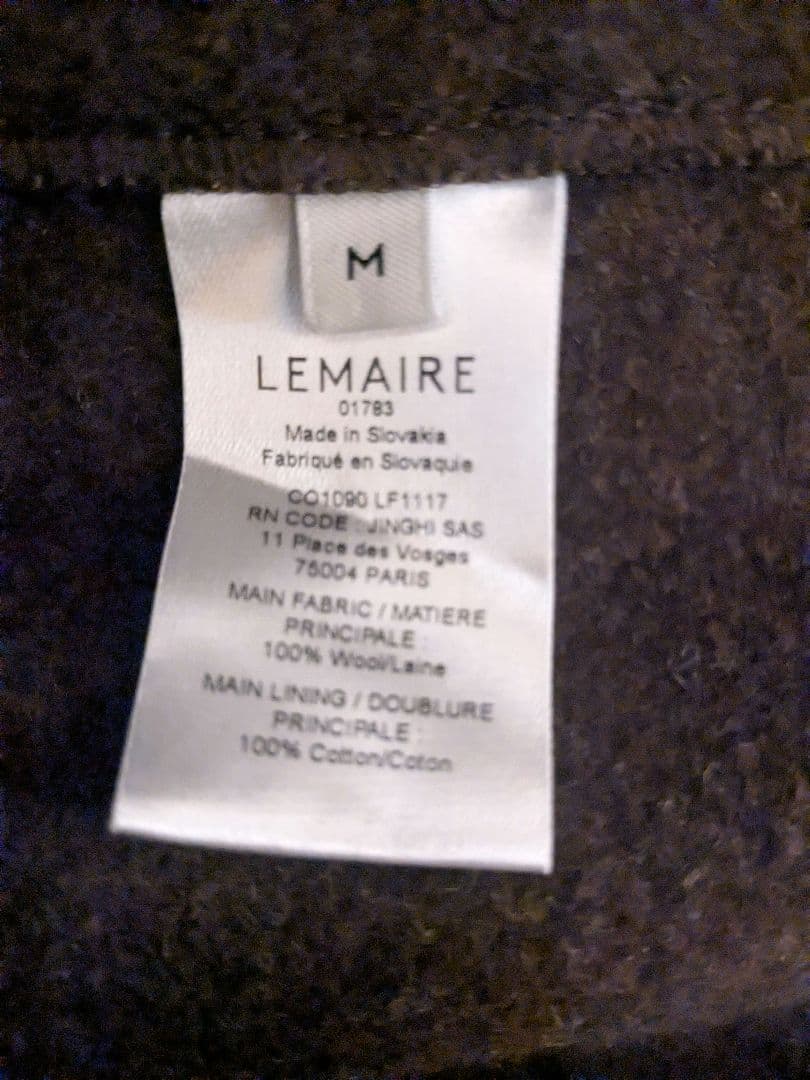 M
LEMAIRE
01783
Made in Slovakia
Fabriqué en Slovaquie
CO1090 LF1117
RN CODE : JINGHI SAS
11 Place des Vosges
75004 PARIS
MAIN FABRIC / MATIERE
PRINCIPALE :
100% Wool/Laine
MAIN LINING / DOUBLURE
PRINCIPALE :
100% Cotton/Coton